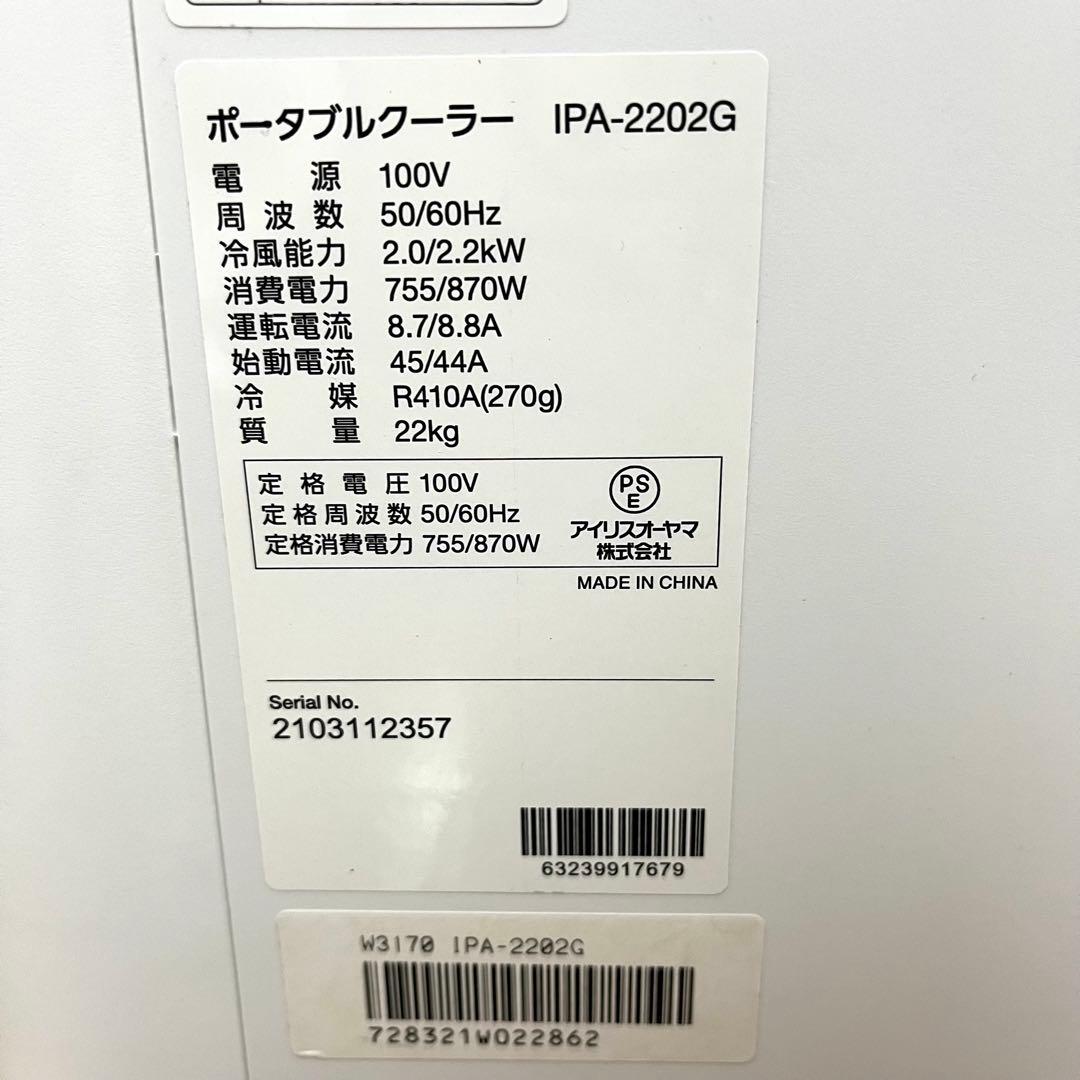 ポータブルクーラー IPA-2202G
電源 100V
周波数 50/60Hz
冷風能力 2.0/2.2kW
消費電力 755/870W
運転電流 8.7/8.8A
始動電流 45/44A
冷媒 R410A(270g)
質量 22kg
定格電圧 100V
定格周波数 50/60Hz
定格消費電力 755/870W
PSE
アイリスオーヤマ
株式会社
MADE IN CHINA
Serial No.
2103112357
63239917679
W3170 IPA-2202G
728321W022862